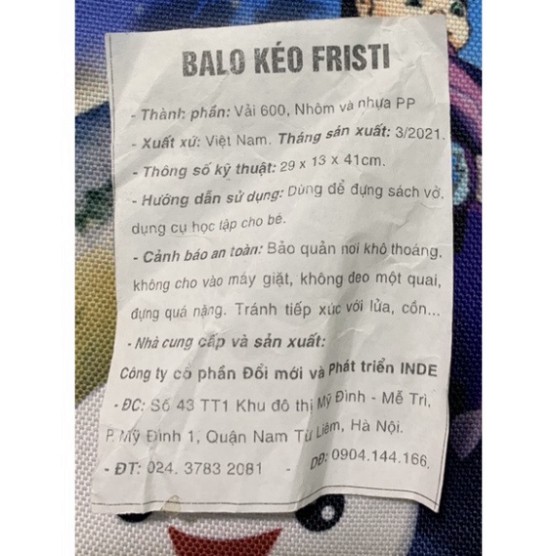 BALO KÉO FRISTI
- Thành phần: Vải 600, Nhôm và nhựa PP
- Xuất xứ: Việt Nam. Tháng sản xuất: 3/2021.
- Thông số kỹ thuật: 29 x 13 x 41cm.
- Hướng dẫn sử dụng: Dùng để đựng sách vở,
dụng cụ học tập cho bé.
- Cảnh báo an toàn: Bảo quản nơi khô thoáng,
không cho vào máy giặt, không đeo một quai,
đựng quá nặng. Tránh tiếp xúc với lửa, cồn...
- Nhà cung cấp và sản xuất:
Công ty cổ phần Đổi mới và Phát triển INDE
- ĐC: Số 43 TT1 Khu đô thị Mỹ Đình - Mễ Trì,
P. Mỹ Đình 1, Quận Nam Từ Liêm, Hà Nội.
- ĐT: 024. 3783 2081 - DĐ: 0904.144.166.